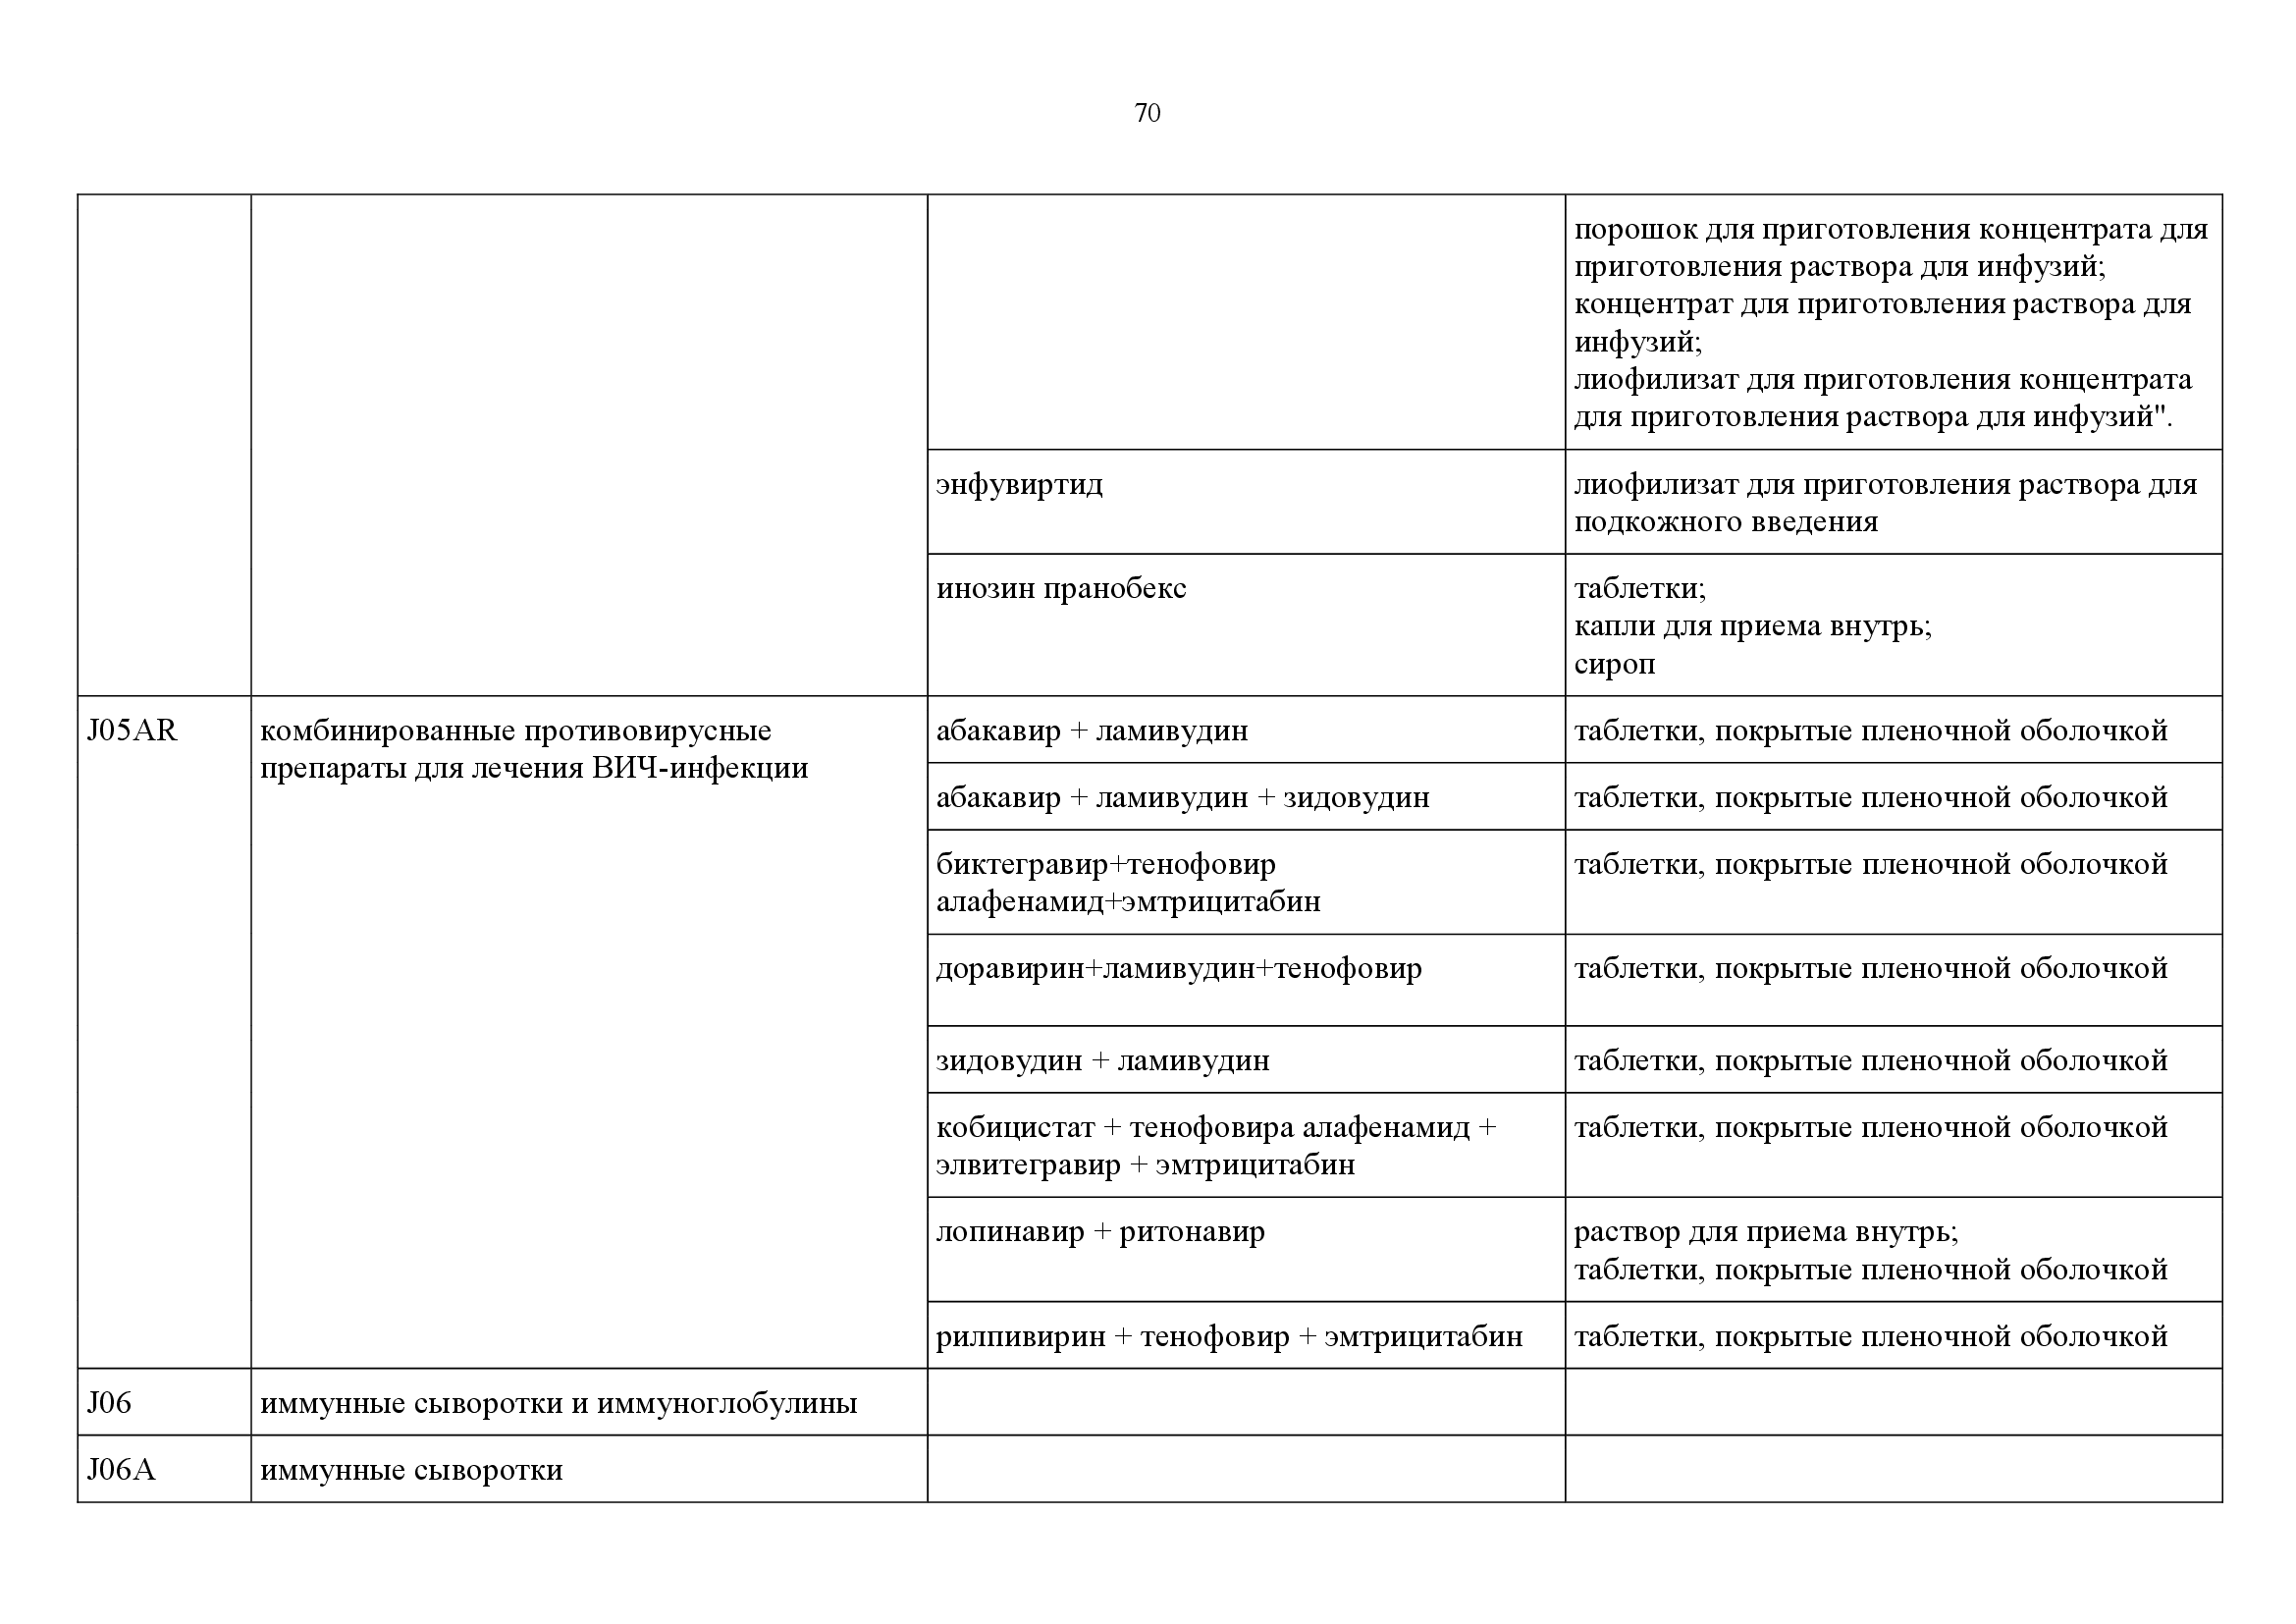 70
порошок для приготовления концентрата для
приготовления раствора для инфузий;
концентрат для приготовления раствора для
инфузий;
лиофилизат для приготовления концентрата
для приготовления раствора для инфузий".
энфувиртид
лиофилизат для приготовления раствора для
подкожного введения
инозин пранобекс
таблетки;
капли для приема внутрь;
сироп
J05AR
комбинированные противовирусные
препараты для лечения ВИЧ-инфекции
абакавир + ламивудин
таблетки, покрытые пленочной оболочкой
абакавир + ламивудин + зидовудин
таблетки, покрытые пленочной оболочкой
биктегравир+тенофовир
алафенамид+эмтрицитабин
таблетки, покрытые пленочной оболочкой
доравирин+ламивудин+тенофовир
таблетки, покрытые пленочной оболочкой
зидовудин + ламивудин
таблетки, покрытые пленочной оболочкой
кобицистат + тенофовира алафенамид +
элвитегравир + эмтрицитабин
таблетки, покрытые пленочной оболочкой
лопинавир + ритонавир
раствор для приема внутрь;
таблетки, покрытые пленочной оболочкой
рилпивирин + тенофовир + эмтрицитабин
таблетки, покрытые пленочной оболочкой
J06
иммунные сыворотки и иммуноглобулины
J06A
иммунные сыворотки